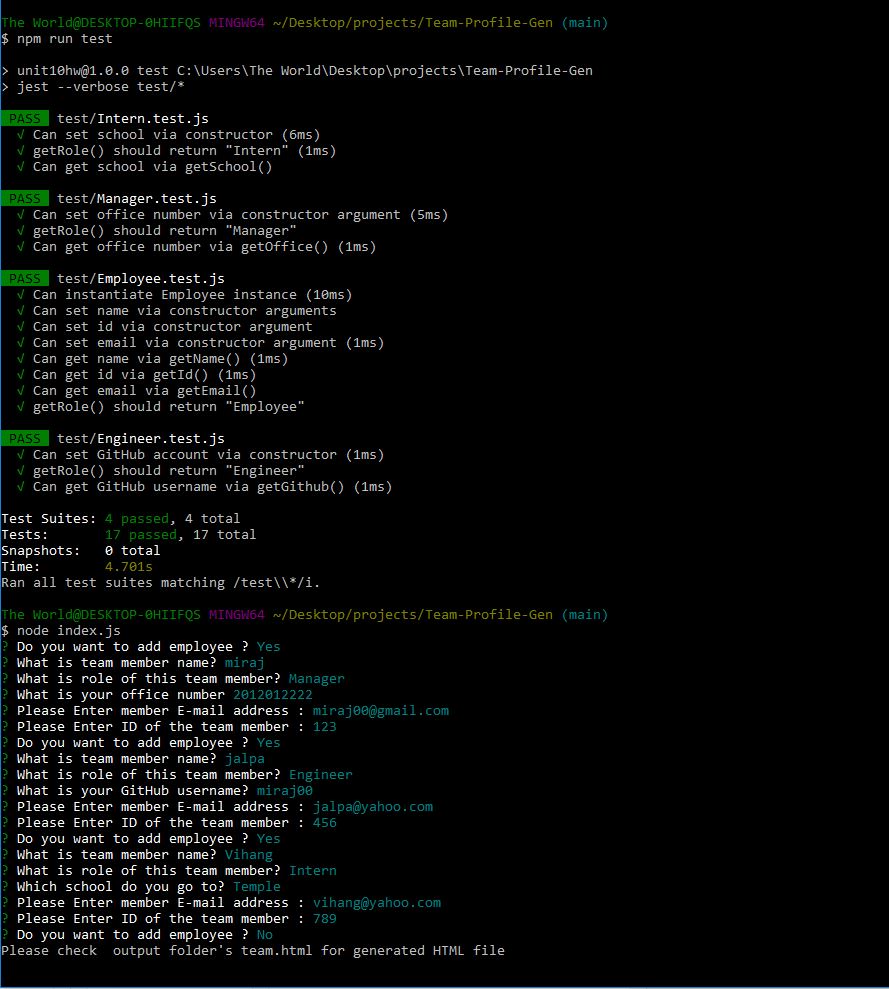 The World@DESKTOP-0HIIFQS MINGW64 ~/Desktop/projects/Team-Profile-Gen (main)
$ npm run test
> unit10hw@1.0.0 test C:\Users\The World\Desktop\projects\Team-Profile-Gen
> jest --verbose test/*
PASS test/Intern.test.js
√ Can set school via constructor (6ms)
√ getRole() should return "Intern" (1ms)
√ Can get school via getSchool()
PASS test/Manager.test.js
√ Can set office number via constructor argument (5ms)
√ getRole() should return "Manager"
√ Can get office number via getOffice() (1ms)
PASS test/Employee.test.js
√ Can instantiate Employee instance (10ms)
√ Can set name via constructor arguments
√ Can set id via constructor argument
√ Can set email via constructor argument (1ms)
√ Can get name via getName() (1ms)
√ Can get id via getId() (1ms)
√ Can get email via getEmail()
√ getRole() should return "Employee"
PASS test/Engineer.test.js
√ Can set GitHub account via constructor (1ms)
√ getRole() should return "Engineer"
√ Can get GitHub username via getGithub() (1ms)
Test Suites: 4 passed, 4 total
Tests: 17 passed, 17 total
Snapshots: 0 total
Time: 4.701s
Ran all test suites matching /test\\*/i.
The World@DESKTOP-0HIIFQS MINGW64 ~/Desktop/projects/Team-Profile-Gen (main)
$ node index.js
? Do you want to add employee ? Yes
? What is team member name? miraj
? What is role of this team member? Manager
? What is your office number 2012012222
? Please Enter member E-mail address : miraj00@gmail.com
? Please Enter ID of the team member : 123
? Do you want to add employee ? Yes
? What is team member name? jalpa
? What is role of this team member? Engineer
? What is your GitHub username? miraj00
? Please Enter member E-mail address : jalpa@yahoo.com
? Please Enter ID of the team member : 456
? Do you want to add employee ? Yes
? What is team member name? Vihang
? What is role of this team member? Intern
? Which school do you go to? Temple
? Please Enter member E-mail address : vihang@yahoo.com
? Please Enter ID of the team member : 789
? Do you want to add employee ? No
Please check  output folder's team.html for generated HTML file